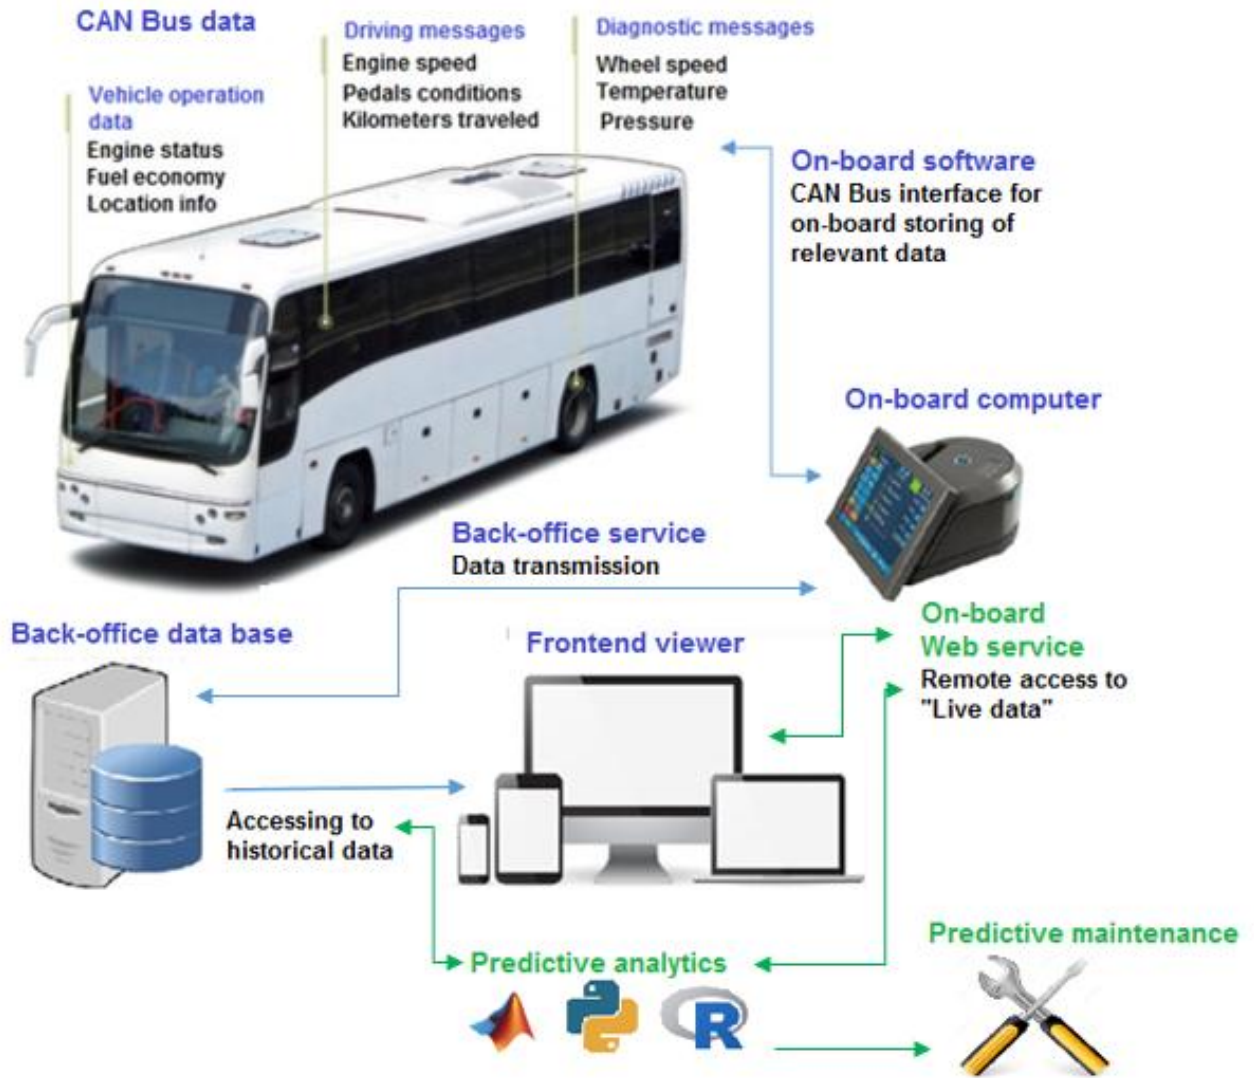 CAN Bus data
Vehicle operation
data
Engine status
Fuel economy
Location info
Driving messages
Engine speed
Pedals conditions
Kilometers traveled
Diagnostic messages
Wheel speed
Temperature
Pressure
On-board software
CAN Bus interface for
on-board storing of
relevant data
On-board computer
Back-office service
Data transmission
On-board
Web service
Remote access to
"Live data"
Back-office data base
Frontend viewer
Accessing to
historical data
Predictive analytics
R
Predictive maintenance